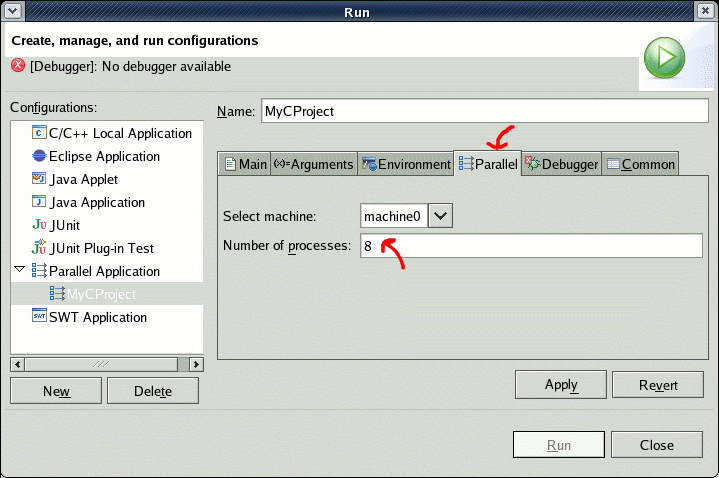 Run
Create, manage, and run configurations
[Debugger]: No debugger available
Configurations:
C/C++ Local Application
Eclipse Application
Java Applet
Java Application
JUnit
JUnit Plug-in Test
Parallel Application
MyCProject
SWT Application
New Delete
Name: MyCProject
Main (x)=Arguments Environment Parallel Debugger Common
Select machine: machine0
Number of processes: 8
Apply Revert
Run Close